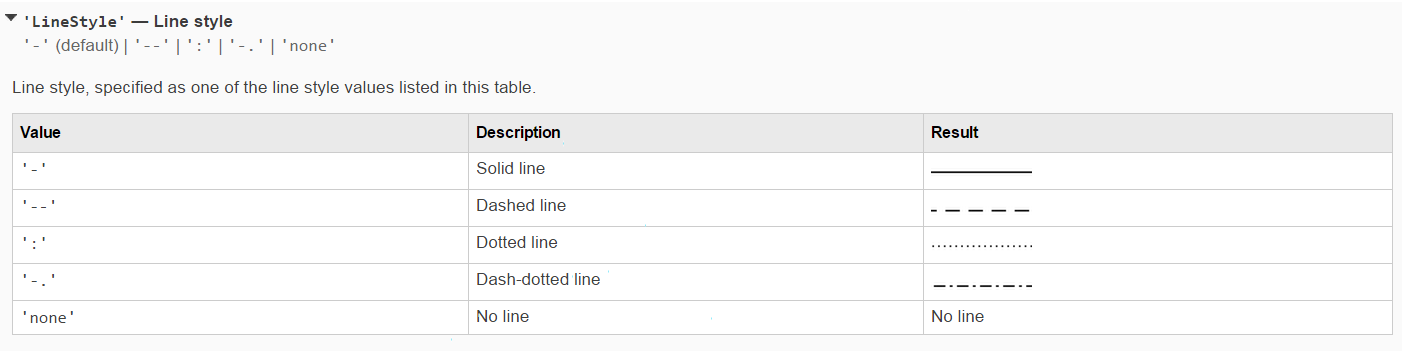 'LineStyle' — Line style
'-' (default) | '--' | ':' | '-.' | 'none'
Line style, specified as one of the line style values listed in this table.
Value Description Result
'-' Solid line
'--' Dashed line
':' Dotted line
'-.' Dash-dotted line
'none' No line No line